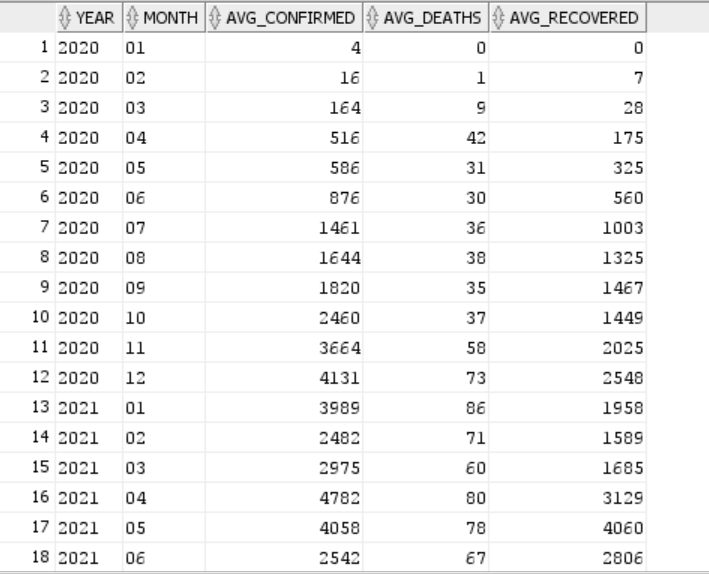 YEAR MONTH AVG_CONFIRMED AVG_DEATHS AVG_RECOVERED
1 2020 01 4 0 0
2 2020 02 16 1 7
3 2020 03 164 9 28
4 2020 04 516 42 175
5 2020 05 586 31 325
6 2020 06 876 30 560
7 2020 07 1461 36 1003
8 2020 08 1644 38 1325
9 2020 09 1820 35 1467
10 2020 10 2460 37 1449
11 2020 11 3664 58 2025
12 2020 12 4131 73 2548
13 2021 01 3989 86 1958
14 2021 02 2482 71 1589
15 2021 03 2975 60 1685
16 2021 04 4782 80 3129
17 2021 05 4058 78 4060
18 2021 06 2542 67 2806